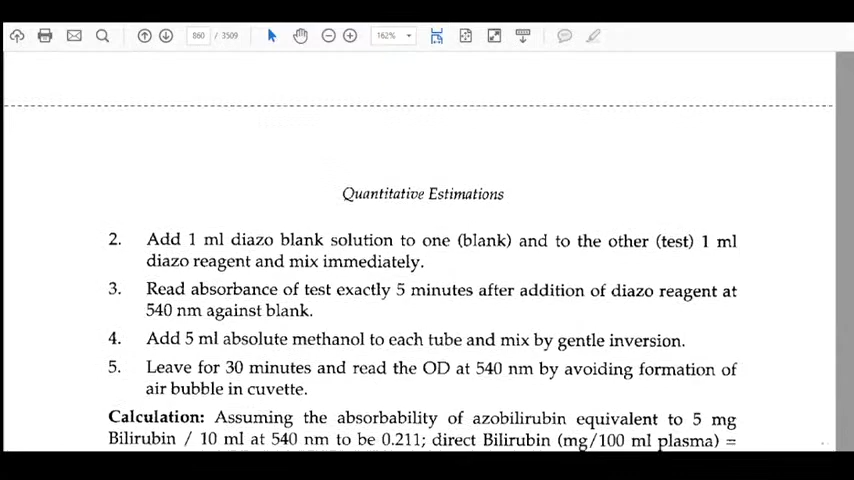 860 / 3509
162%
Quantitative Estimations
2. Add 1 ml diazo blank solution to one (blank) and to the other (test) 1 ml
diazo reagent and mix immediately.
3. Read absorbance of test exactly 5 minutes after addition of diazo reagent at
540 nm against blank.
4. Add 5 ml absolute methanol to each tube and mix by gentle inversion.
5. Leave for 30 minutes and read the OD at 540 nm by avoiding formation of
air bubble in cuvette.
Calculation: Assuming the absorbability of azobilirubin equivalent to 5 mg
Bilirubin / 10 ml at 540 nm to be 0.211; direct Bilirubin (mg/100 ml plasma) =